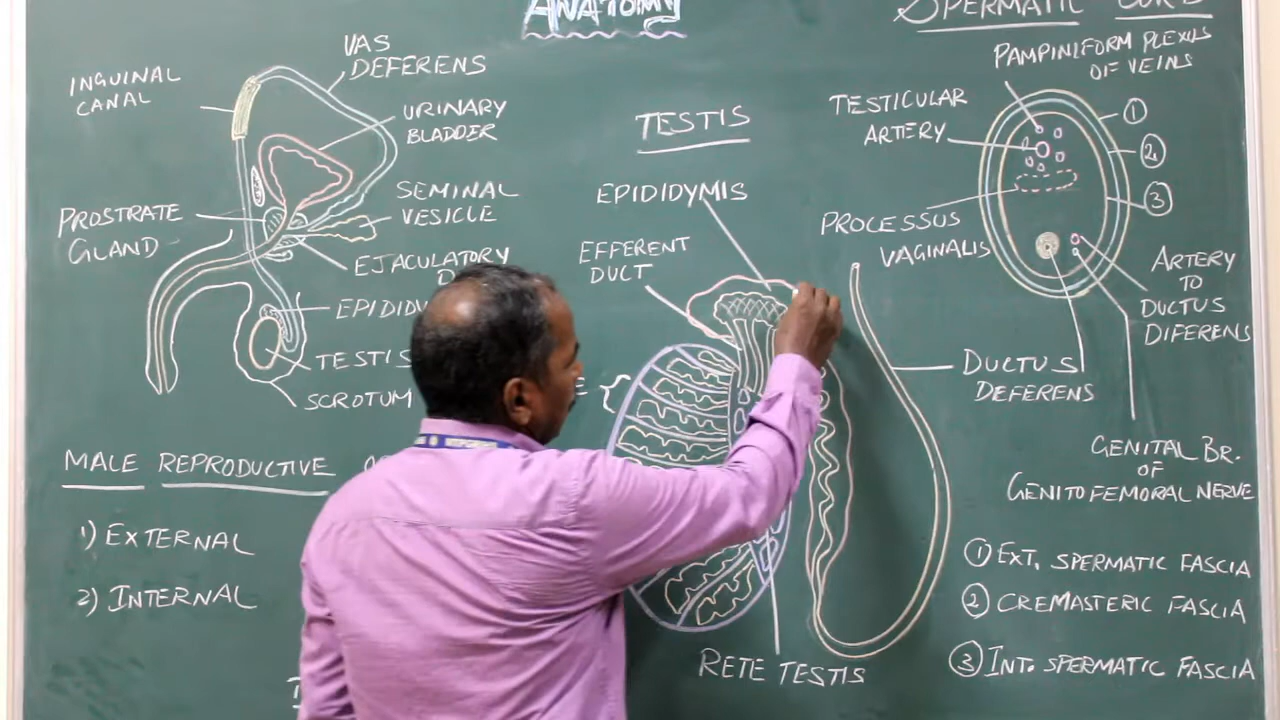 ANATOMY
VAS
DEFERENS
INGUINAL
CANAL
URINARY
BLADDER
SEMINAL
VESICLE
PROSTRATE
GLAND
EJACULATORY
TESTIS
SCROTUM
MALE REPRODUCTIVE
1) EXTERNAL
2) INTERNAL
TESTIS
EPIDIDYMIS
EFFERENT
DUCT
RETE TESTIS
SPERMATIC CORD
PAMPINIFORM PLEXUS
OF VEINS
TESTICULAR
ARTERY
1
2
3
PROCESSUS
VAGINALIS
ARTERY
TO
DUCTUS
DIFERENS
DUCTUS
DEFERENS
GENITAL BR.
OF
GENITOFEMORAL NERVE
1 EXT. SPERMATIC FASCIA
2 CREMASTERIC FASCIA
3 INT. SPERMATIC FASCIA